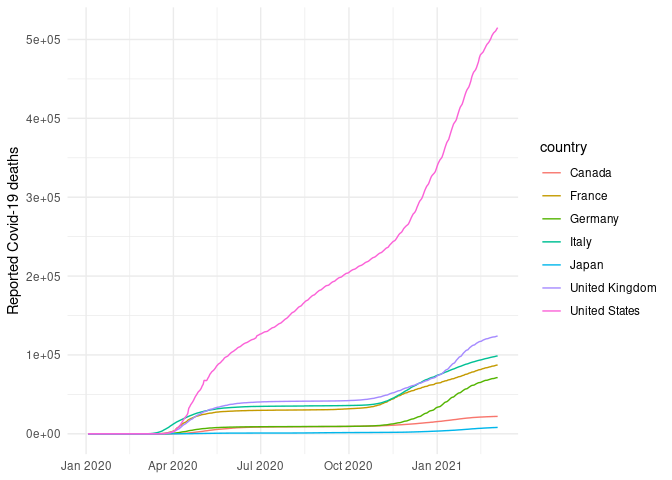 Reported Covid-19 deaths
5e+05
4e+05
3e+05
2e+05
1e+05
0e+00
Jan 2020 Apr 2020 Jul 2020 Oct 2020 Jan 2021
country
Canada
France
Germany
Italy
Japan
United Kingdom
United States